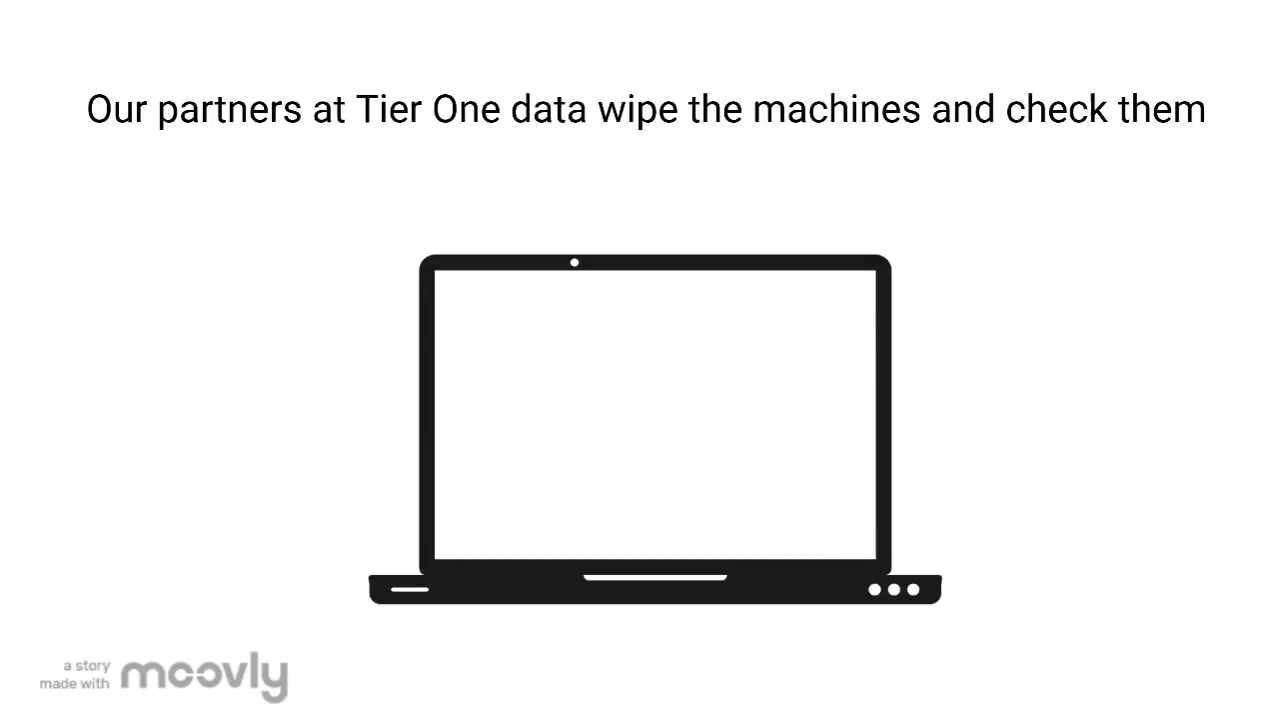 Our partners at Tier One data wipe the machines and check them
a story
made with moovly